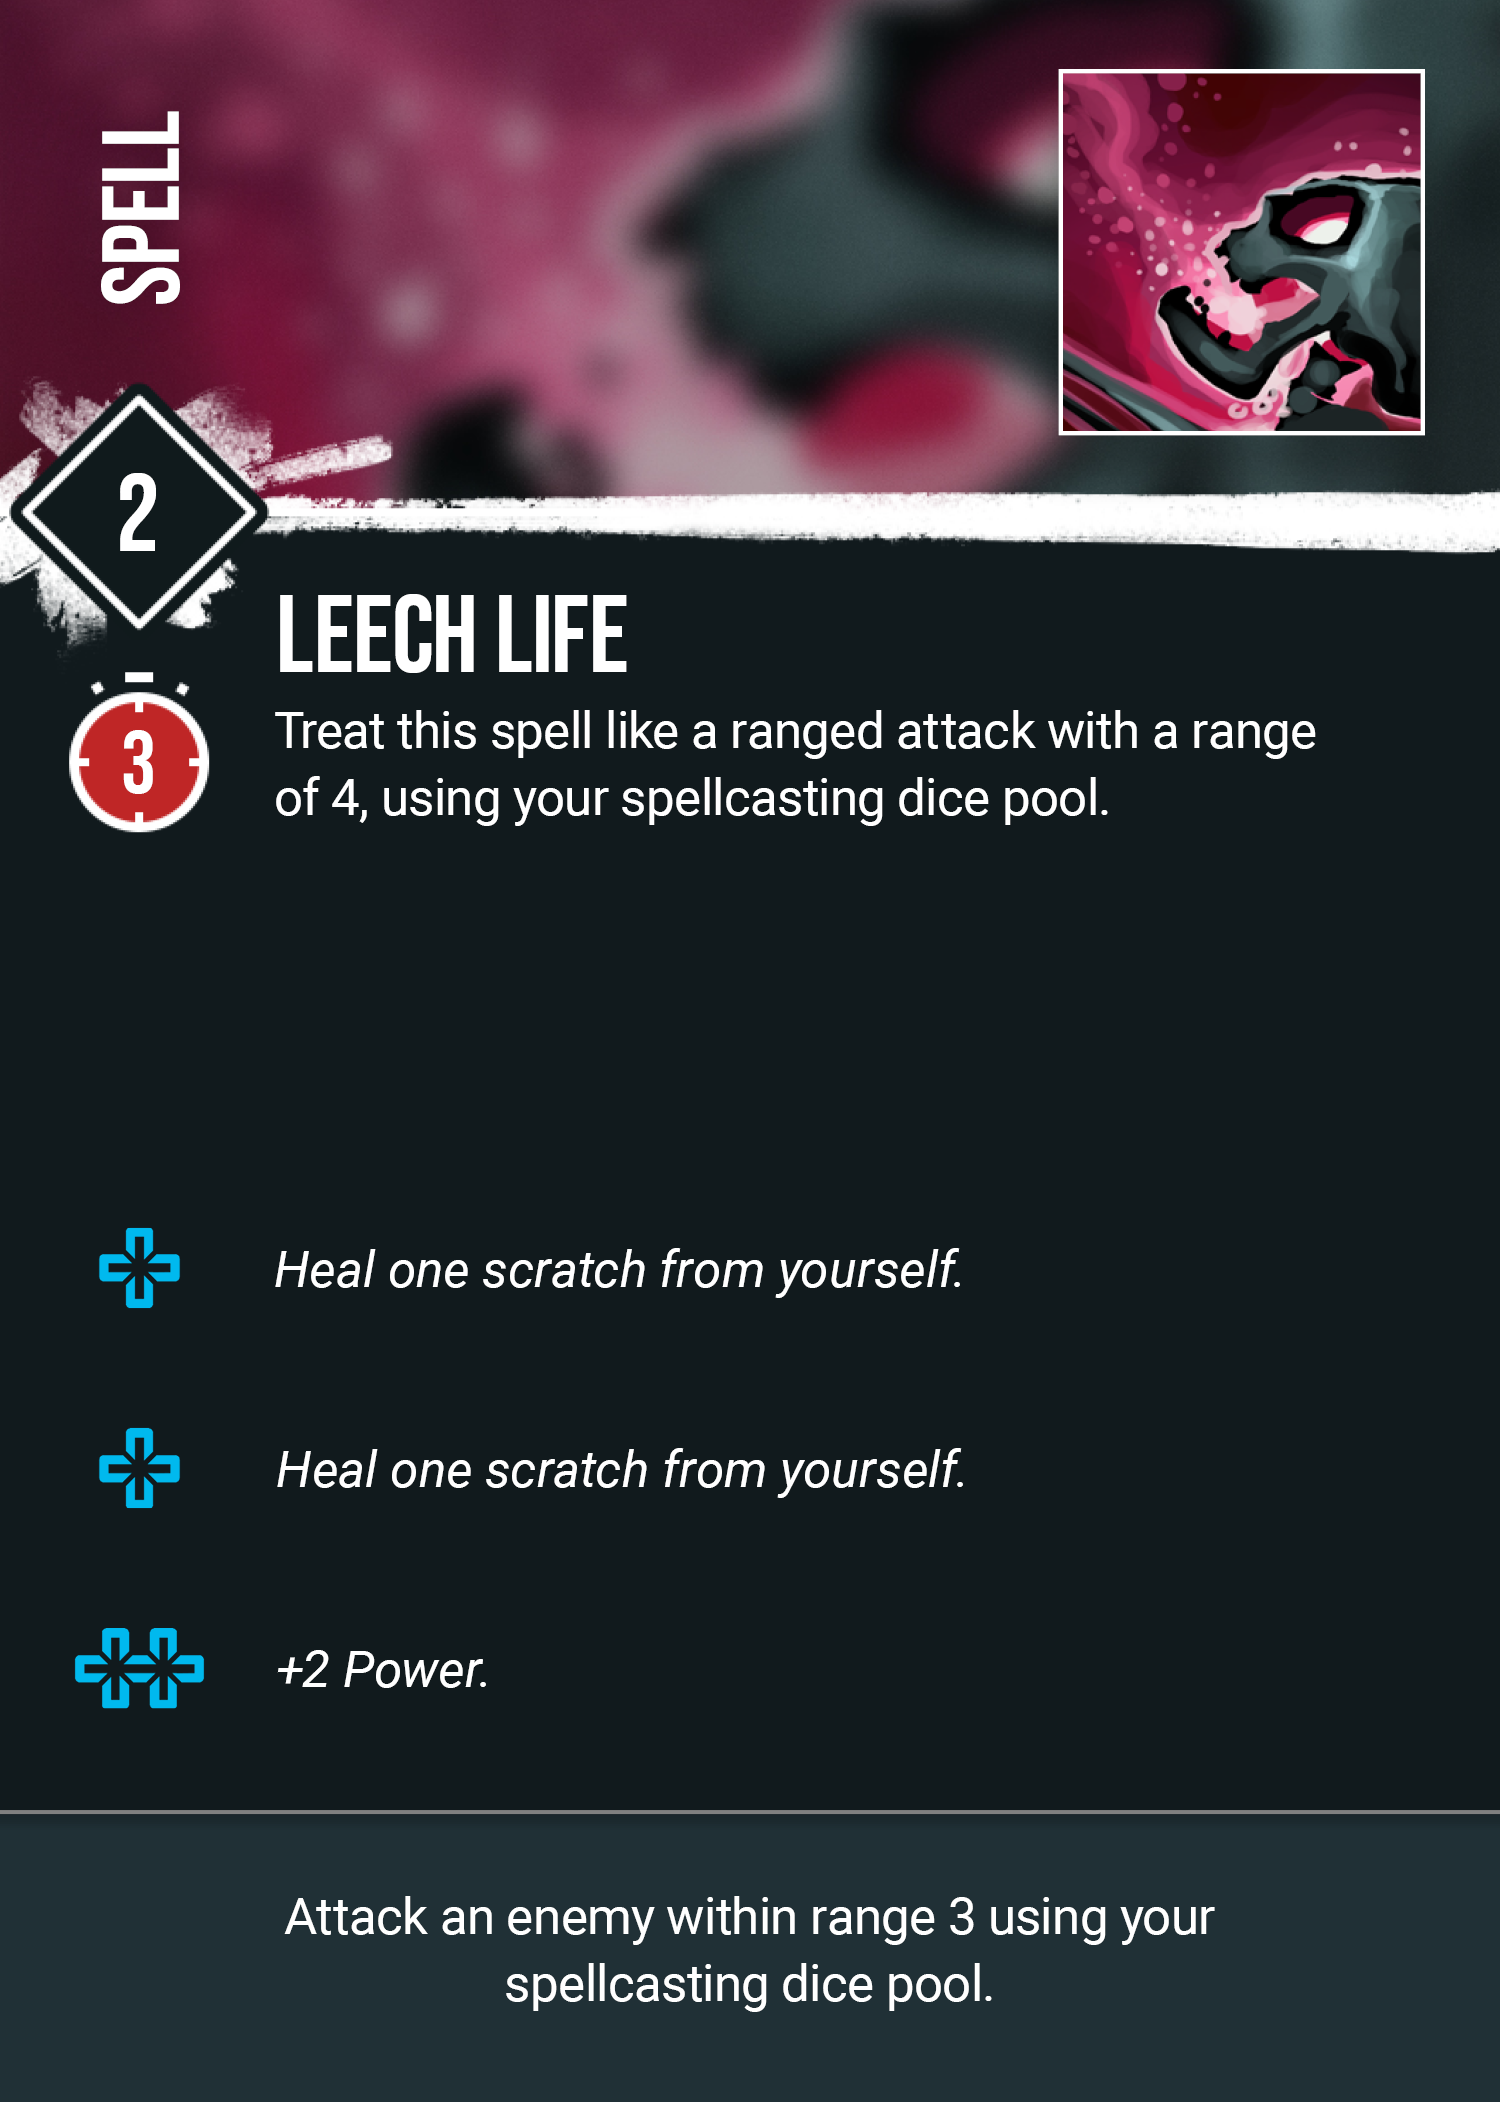 SPELL
2
LEECH LIFE
3
Treat this spell like a ranged attack with a range
of 4, using your spellcasting dice pool.
Heal one scratch from yourself.
Heal one scratch from yourself.
+2 Power.
Attack an enemy within range 3 using your
spellcasting dice pool.